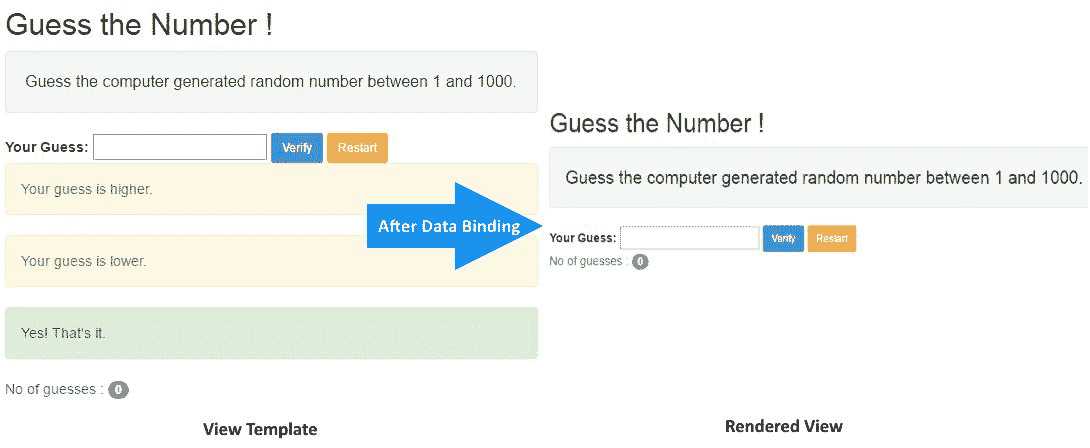 Guess the Number !
Guess the computer generated random number between 1 and 1000.
Your Guess: Verify Restart
Your guess is higher.
Your guess is lower.
Yes! That's it.
No of guesses : 0
View Template
After Data Binding
Guess the Number !
Guess the computer generated random number between 1 and 1000.
Your Guess: Verify Restart
No of guesses : 0
Rendered View